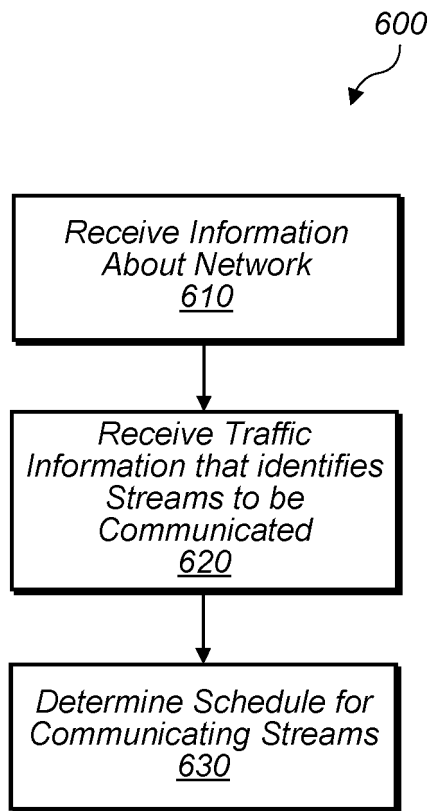 600
Receive Information
About Network
610
Receive Traffic
Information that identifies
Streams to be
Communicated
620
Determine Schedule for
Communicating Streams
630